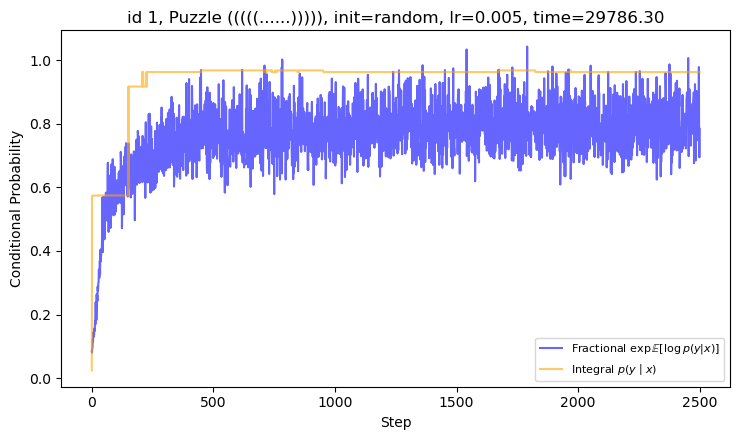 id 1, Puzzle (((((......))))), init=random, lr=0.005, time=29786.30
Conditional Probability
1.0
0.8
0.6
0.4
0.2
0.0
Fractional exp𝔼[log p(y|x)]
Integral p(y | x)
0
500
1000
1500
2000
2500
Step